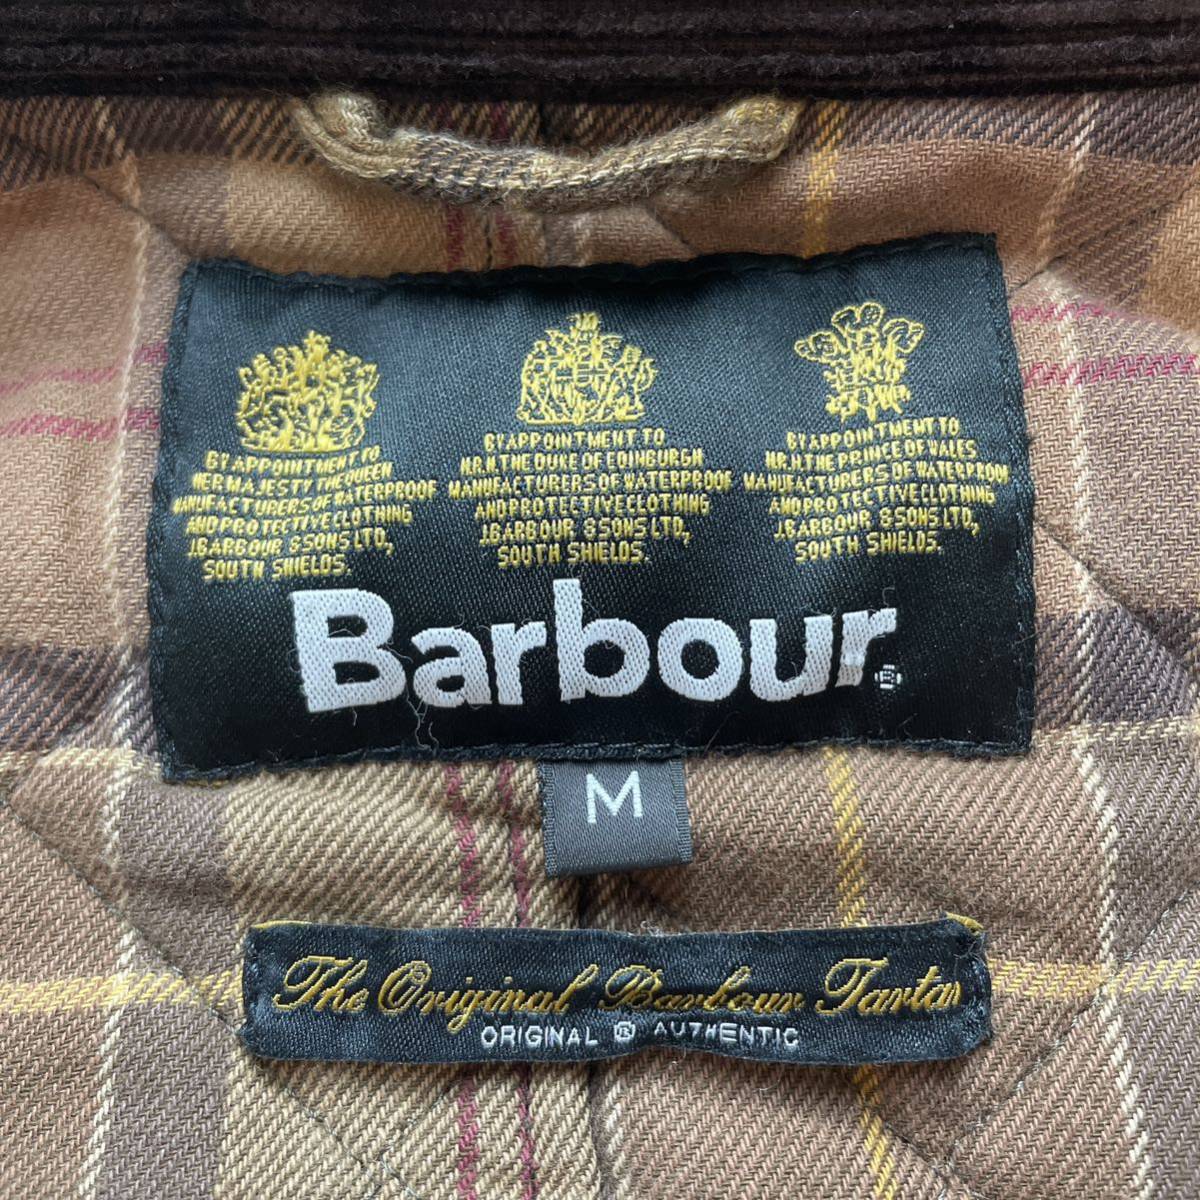 BY APPOINTMENT TO
HER MAJESTY THE QUEEN
MANUFACTURERS OF WATERPROOF
AND PROTECTIVE CLOTHING
J.BARBOUR & SONS LTD,
SOUTH SHIELDS.
BY APPOINTMENT TO
H.R.H. THE DUKE OF EDINBURGH
MANUFACTURERS OF WATERPROOF
AND PROTECTIVE CLOTHING
J.BARBOUR & SONS LTD,
SOUTH SHIELDS.
BY APPOINTMENT TO
H.R.H. THE PRINCE OF WALES
MANUFACTURERS OF WATERPROOF
AND PROTECTIVE CLOTHING
J.BARBOUR & SONS LTD,
SOUTH SHIELDS.
Barbour®
M
The Original Barbour Tartan
ORIGINAL ® AUTHENTIC